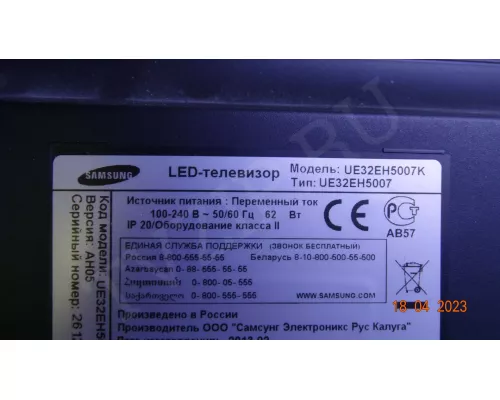 SAMSUNG
LED-телевизор
Модель: UE32EH5007K
Тип: UE32EH5007
Источник питания : Переменный ток
100-240 В ~ 50/60 Гц 62 Вт
IP 20/Оборудование класса II
CE
АВ57
ЕДИНАЯ СЛУЖБА ПОДДЕРЖКИ (ЗВОНОК БЕСПЛАТНЫЙ)
Россия 8-800-555-55-55 Беларусь 8-10-800-500-55-500
Azərbaycan 0-88-555-55-55
0-800-05-555
საქართველო 0-800-555-555
WWW.SAMSUNG.COM
Произведено в России
Производитель ООО "Самсунг Электроникс Рус Калуга"
Код модели: UE32EH5
Версия: AH05
Серийный номер: 2612
18 04 2023